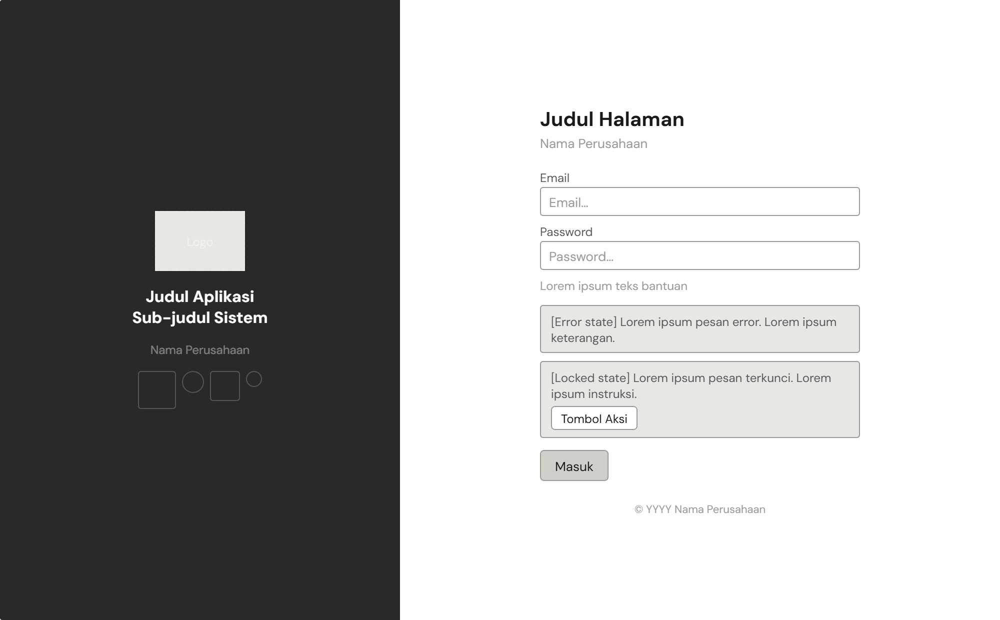 Logo
Judul Aplikasi
Sub-judul Sistem
Nama Perusahaan
Judul Halaman
Nama Perusahaan
Email
Email...
Password
Password...
Lorem ipsum teks bantuan
[Error state] Lorem ipsum pesan error. Lorem ipsum
keterangan.
[Locked state] Lorem ipsum pesan terkunci. Lorem
ipsum instruksi.
Tombol Aksi
Masuk
© YYYY Nama Perusahaan